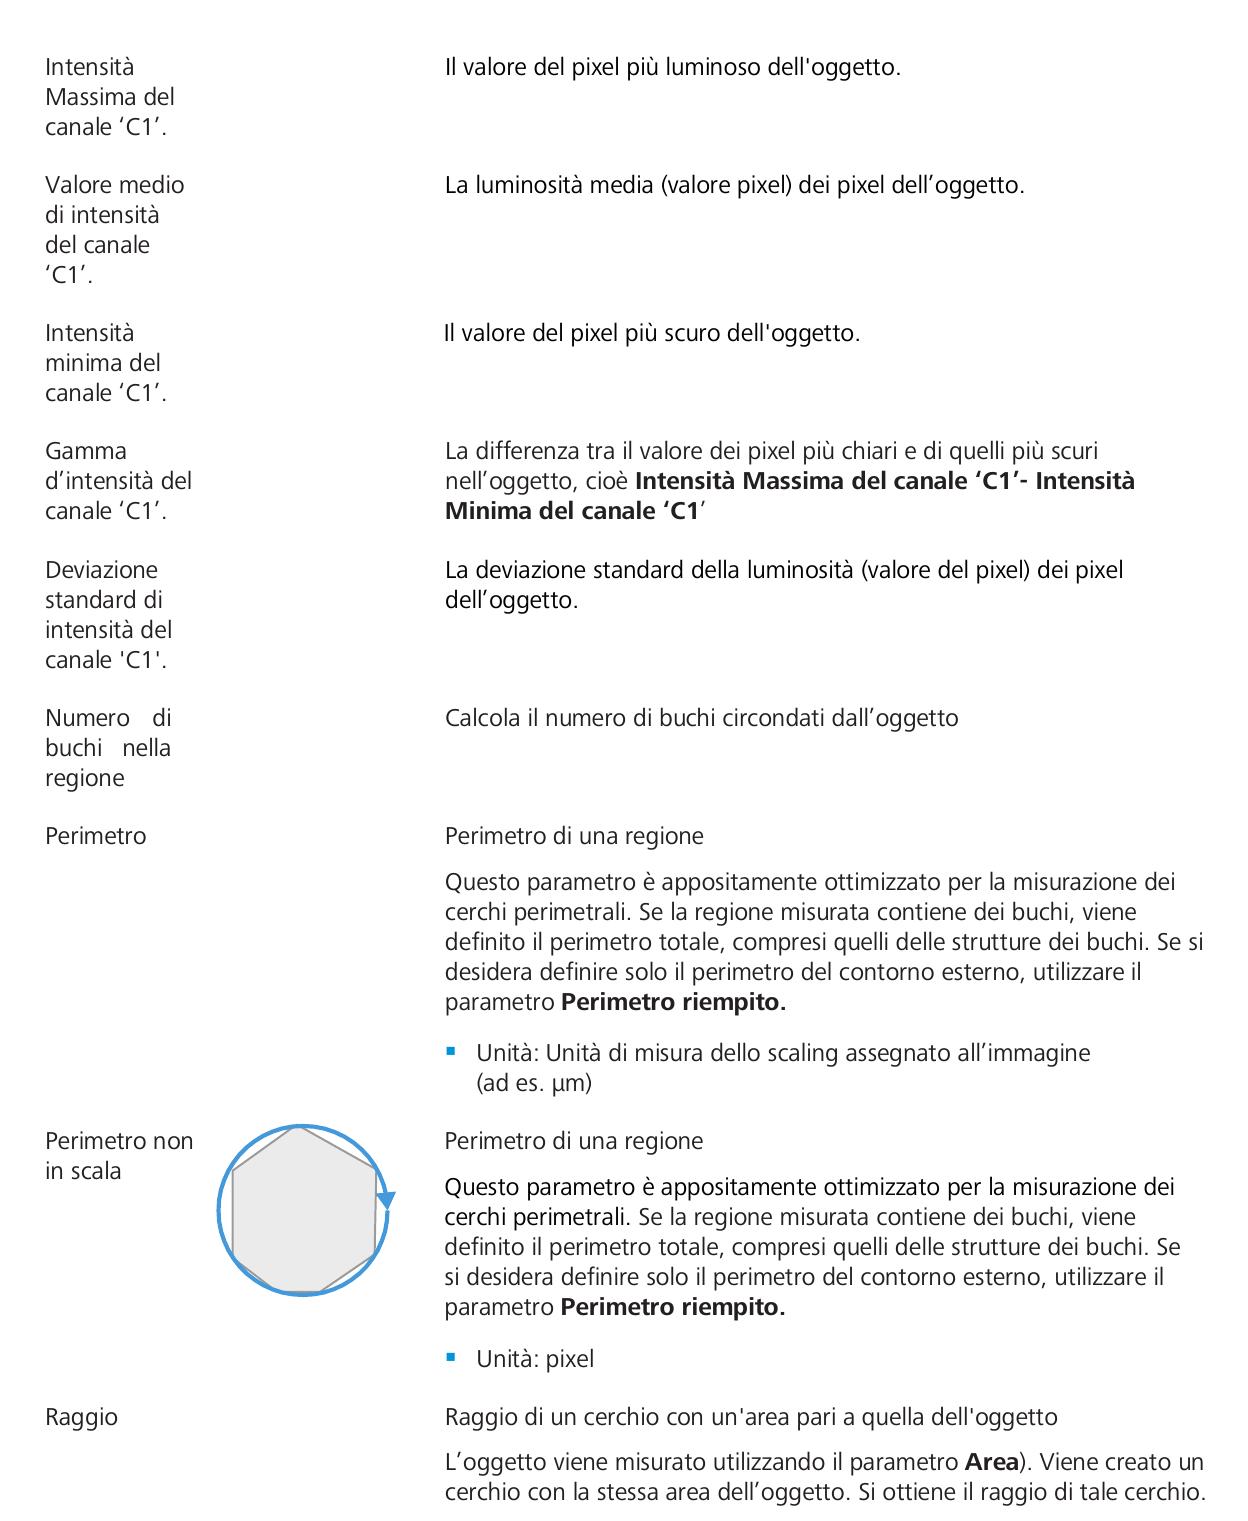 Intensità
Massima del
canale ‘C1’.
Il valore del pixel più luminoso dell'oggetto.
Valore medio
di intensità
del canale
‘C1’.
La luminosità media (valore pixel) dei pixel dell’oggetto.
Intensità
minima del
canale ‘C1’.
Il valore del pixel più scuro dell'oggetto.
Gamma
d’intensità del
canale ‘C1’.
La differenza tra il valore dei pixel più chiari e di quelli più scuri
nell’oggetto, cioè Intensità Massima del canale ‘C1’- Intensità
Minima del canale ‘C1’
Deviazione
standard di
intensità del
canale 'C1'.
La deviazione standard della luminosità (valore del pixel) dei pixel
dell’oggetto.
Numero di
buchi nella
regione
Calcola il numero di buchi circondati dall’oggetto
Perimetro
Perimetro di una regione
Questo parametro è appositamente ottimizzato per la misurazione dei
cerchi perimetrali. Se la regione misurata contiene dei buchi, viene
definito il perimetro totale, compresi quelli delle strutture dei buchi. Se si
desidera definire solo il perimetro del contorno esterno, utilizzare il
parametro Perimetro riempito.
▪ Unità: Unità di misura dello scaling assegnato all’immagine
(ad es. µm)
Perimetro non
in scala
Perimetro di una regione
Questo parametro è appositamente ottimizzato per la misurazione dei
cerchi perimetrali. Se la regione misurata contiene dei buchi, viene
definito il perimetro totale, compresi quelli delle strutture dei buchi. Se
si desidera definire solo il perimetro del contorno esterno, utilizzare il
parametro Perimetro riempito.
▪ Unità: pixel
Raggio
Raggio di un cerchio con un'area pari a quella dell'oggetto
L’oggetto viene misurato utilizzando il parametro Area). Viene creato un
cerchio con la stessa area dell’oggetto. Si ottiene il raggio di tale cerchio.